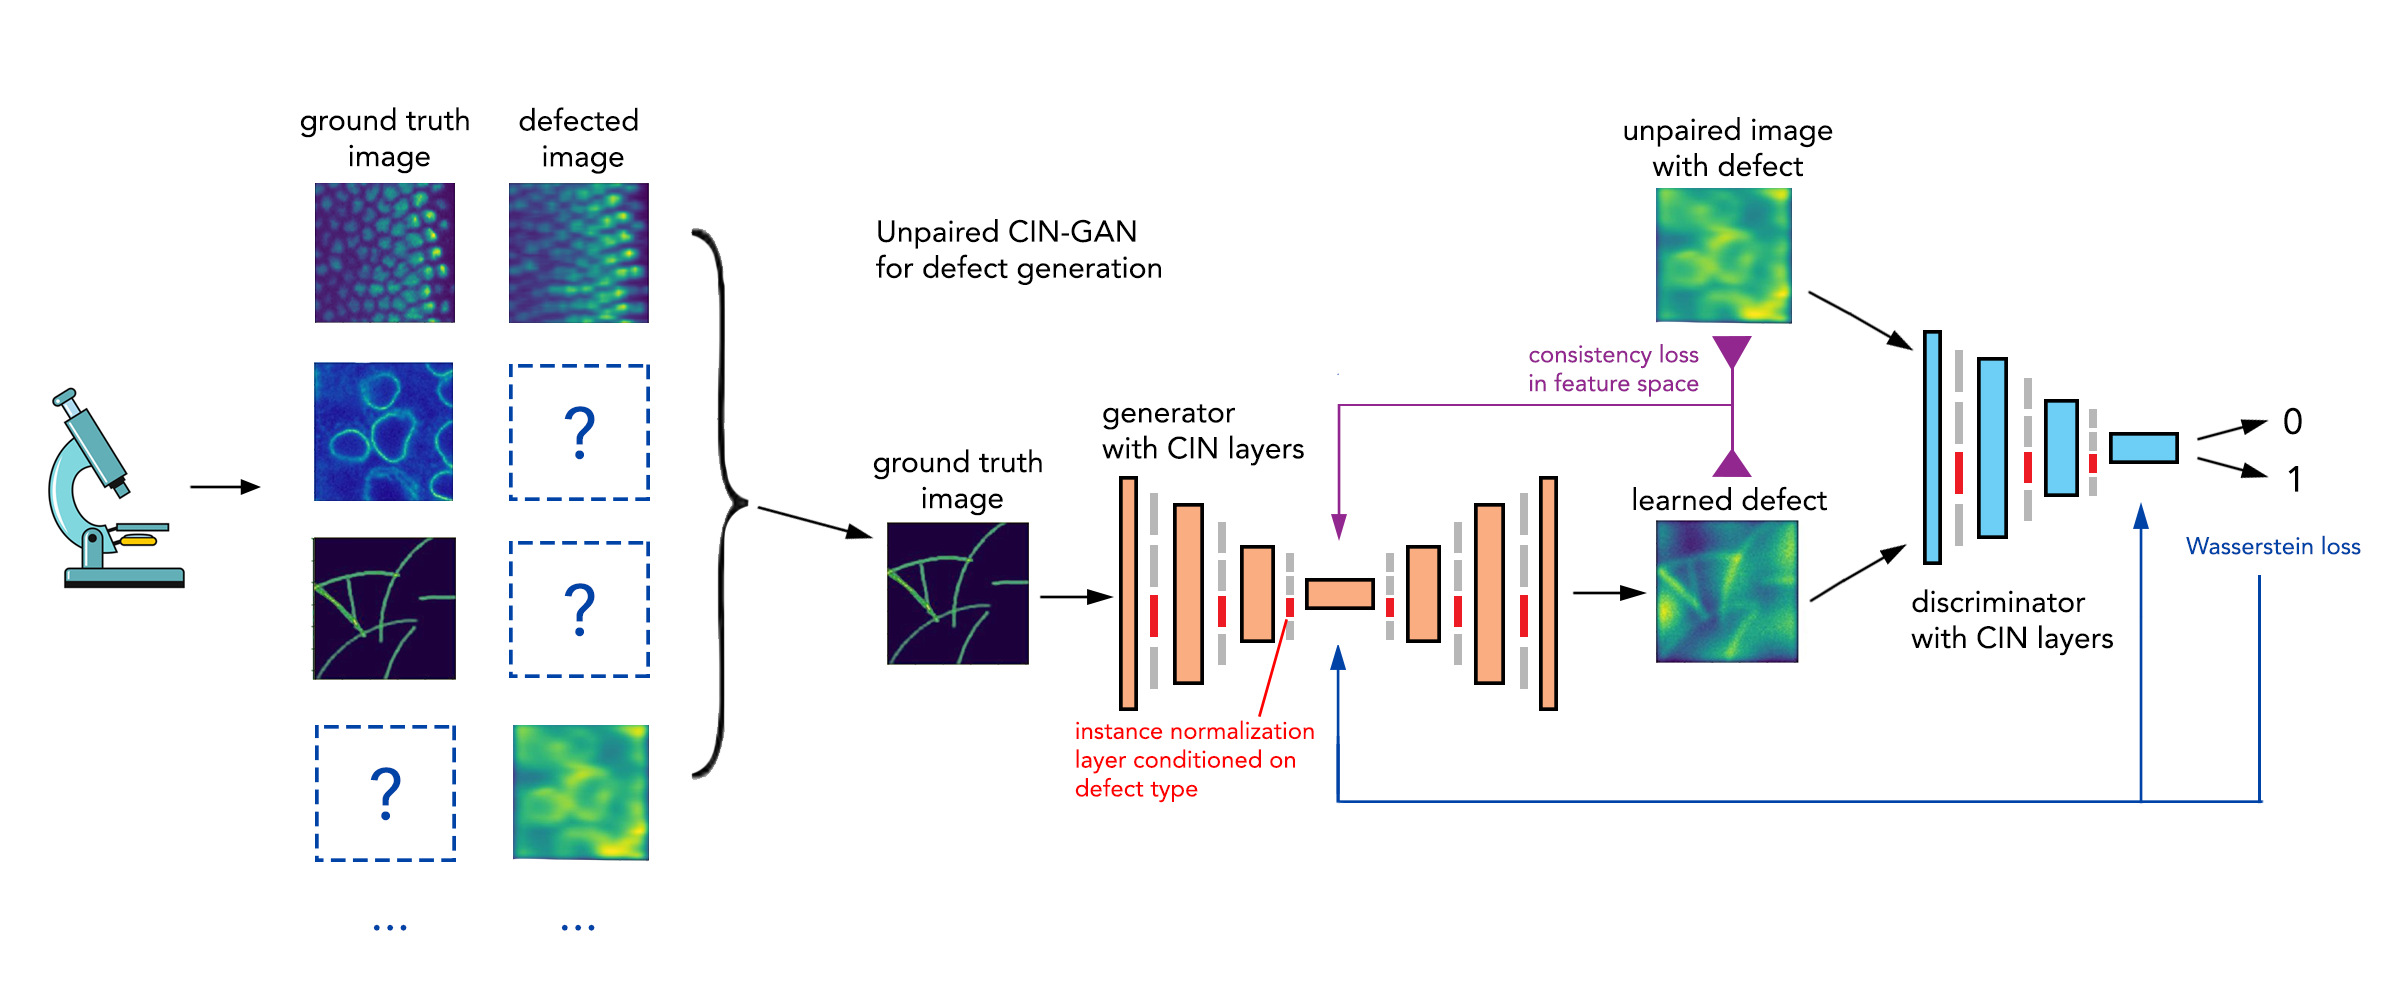 ground truth
image
defected
image
?
?
?
...
...
Unpaired CIN-GAN
for defect generation
ground truth
image
generator
with CIN layers
instance normalization
layer conditioned on
defect type
consistency loss
in feature space
unpaired image
with defect
learned defect
discriminator
with CIN layers
0
1
Wasserstein loss